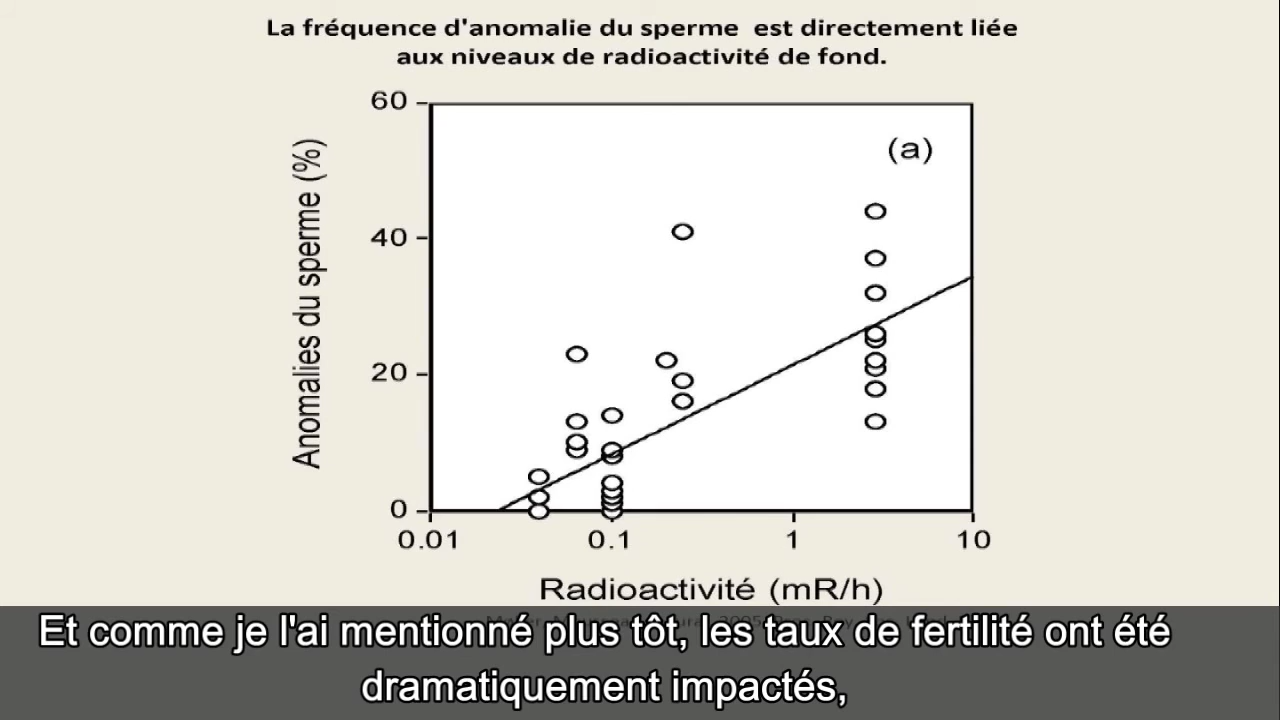 La fréquence d'anomalie du sperme est directement liée
aux niveaux de radioactivité de fond.
60
(a)
Anomalies du sperme (%)
40
20
0
0.01 0.1 1 10
Radioactivité (mR/h)
Et comme je l'ai mentionné plus tôt, les taux de fertilité ont été
dramatiquement impactés,